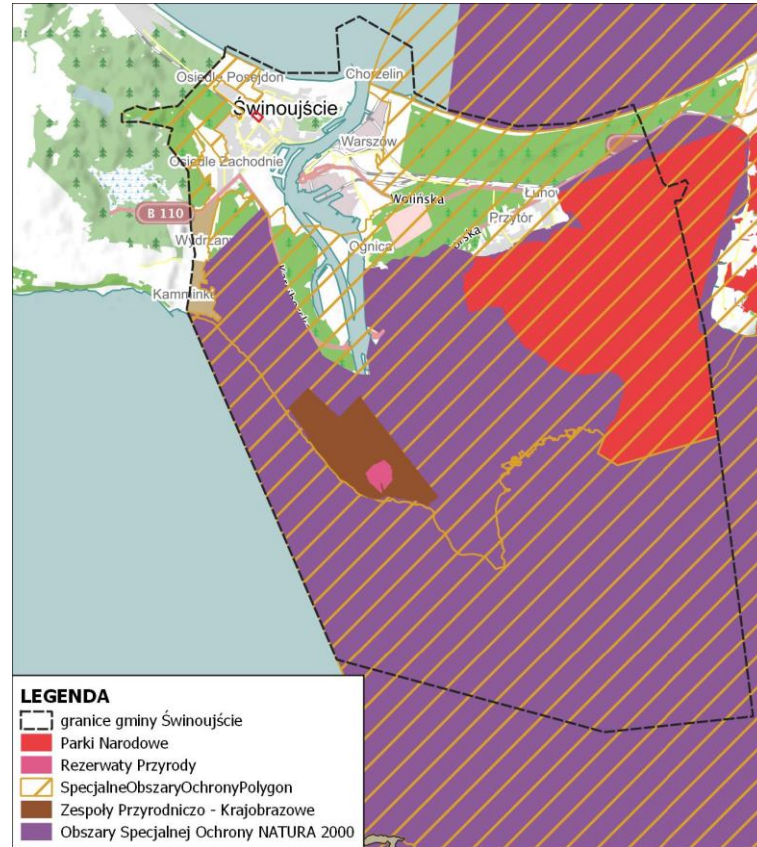 Osiedle Posejdon
Chorzelin
Świnoujście
Warszów
Osiedle Zachodnie
Wolińska
Łunov
Przytór
B 110
Ognica
Kamminke
LEGENDA
granice gminy Świnoujście
Parki Narodowe
Rezerwaty Przyrody
SpecjalneObszaryOchronyPolygon
Zespoły Przyrodniczo - Krajobrazowe
Obszary Specjalnej Ochrony NATURA 2000